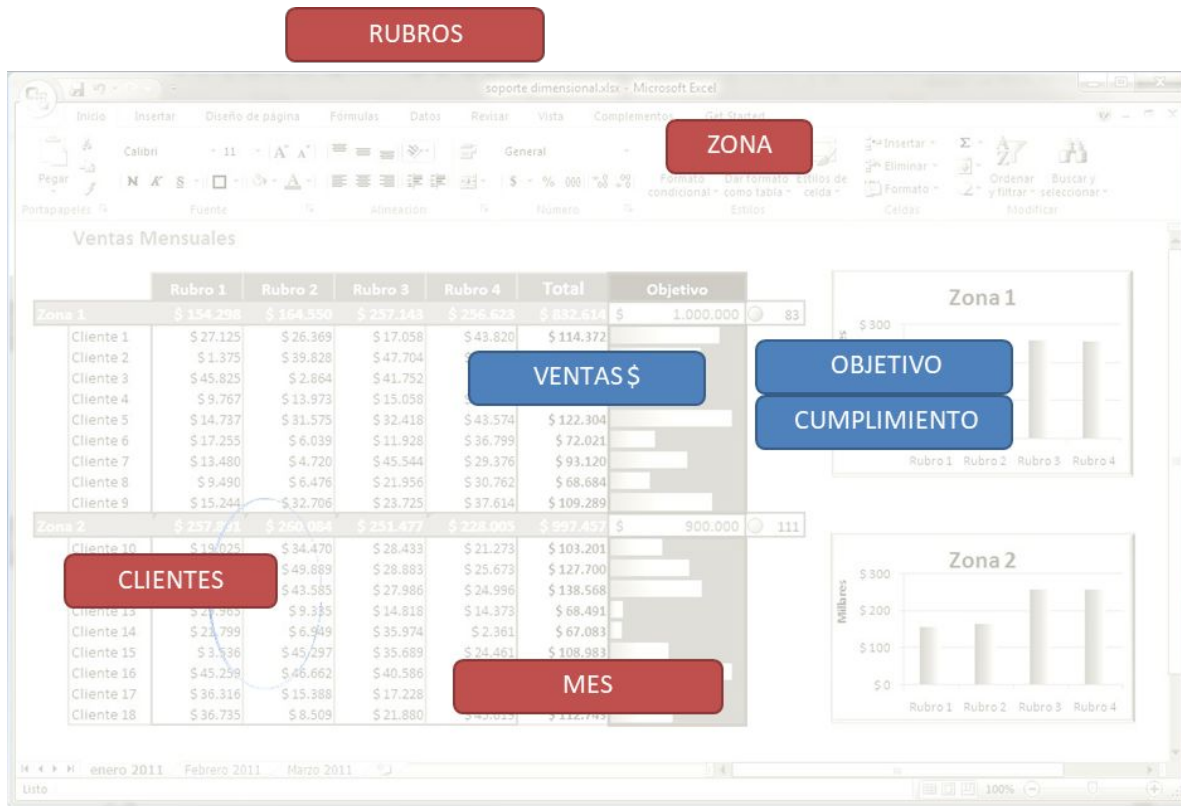 RUBROS
soporte dimensional.xlsx - Microsoft Excel
Inicio Insertar Diseño de página Fórmulas Datos Revisar Vista Complementos Get Started
ZONA
Calibri 11 General Insertar
Pegar Eliminar Ordenar y filtrar Buscar y seleccionar
Formato condicional Dar formato como tabla Estilos de celda Formato
Portapapeles Fuente Alineación Número Estilos Celdas Modificar
Ventas Mensuales
Rubro 1 Rubro 2 Rubro 3 Rubro 4 Total Objetivo
Zona 1 $ 154.298 $ 164.550 $ 257.143 $ 256.623 $ 832.614 $ 1.000.000 83
Cliente 1 $ 27.125 $ 26.369 $ 17.058 $ 43.820 $ 114.372
Cliente 2 $ 1.375 $ 39.828 $ 47.704
Cliente 3 $ 45.825 $ 2.864 $ 41.752
Cliente 4 $ 9.767 $ 13.973 $ 15.058
Cliente 5 $ 14.737 $ 31.575 $ 32.418 $ 43.574 $ 122.304
Cliente 6 $ 17.255 $ 6.039 $ 11.928 $ 36.799 $ 72.021
Cliente 7 $ 13.480 $ 4.720 $ 45.544 $ 29.376 $ 93.120
Cliente 8 $ 9.490 $ 6.476 $ 21.956 $ 30.762 $ 68.684
Cliente 9 $ 15.244 $ 32.706 $ 23.725 $ 37.614 $ 109.289
VENTAS $
OBJETIVO
CUMPLIMIENTO
Zona 1
$ 300
Rubro 1 Rubro 2 Rubro 3 Rubro 4
Zona 2 $ 260.084 $ 251.477 $ 228.005 $ 997.457 $ 900.000 111
Cliente 10 $ 19.025 $ 34.470 $ 28.433 $ 21.273 $ 103.201
$ 49.889 $ 28.883 $ 25.673 $ 127.700
$ 43.585 $ 27.986 $ 24.996 $ 138.568
CLIENTES
Cliente 13 $ 14.818 $ 14.373 $ 68.491
Cliente 14 $ 21.799 $ 6.949 $ 35.974 $ 2.361 $ 67.083
Cliente 15 $ 3.536 $ 45.297 $ 35.689 $ 24.461 $ 108.983
Cliente 16 $ 45.259 $ 46.662 $ 40.586
Cliente 17 $ 36.316 $ 15.388 $ 17.228
Cliente 18 $ 36.735 $ 8.509 $ 21.880 $ 112.743
MES
Zona 2
Millares
$ 300
$ 200
$ 100
$ 0
Rubro 1 Rubro 2 Rubro 3 Rubro 4
enero 2011 Febrero 2011 Marzo 2011
Listo 100%